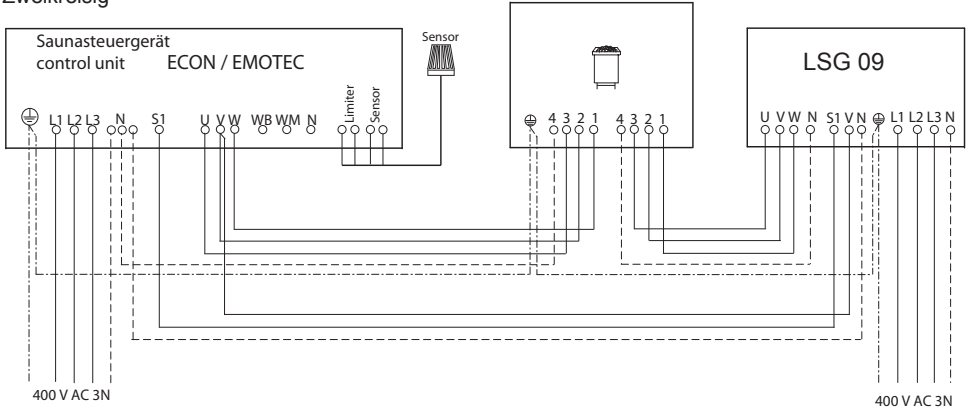 Saunasteuergerät
control unit ECON / EMOTEC
Sensor
LSG 09
L1 L2 L3 N S1 U V W WB WM N Limiter Sensor
4 3 2 1 4 3 2 1
U V W N S1 V N L1 L2 L3 N
400 V AC 3N
400 V AC 3N